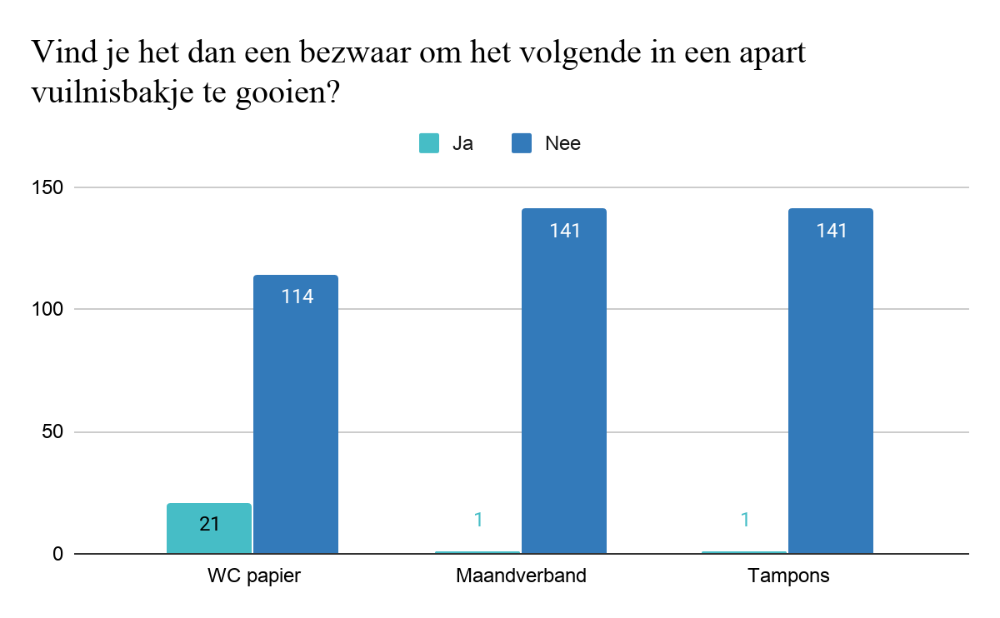 Vind je het dan een bezwaar om het volgende in een apart
vuilnisbakje te gooien?
Ja Nee
150
100
50
0
21
114
1
141
1
141
WC papier Maandverband Tampons